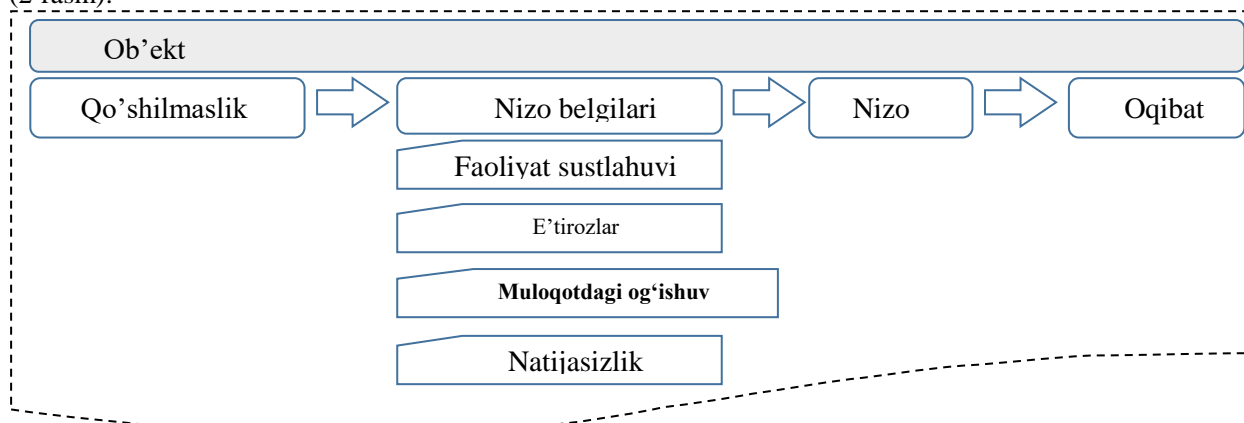 (2-rasm).
Ob’ekt
Qo’shilmaslik Nizo belgilari Nizo Oqibat
Faoliyat sustlahuvi
E’tirozlar
Muloqotdagi og‘ishuv
Natijasizlik